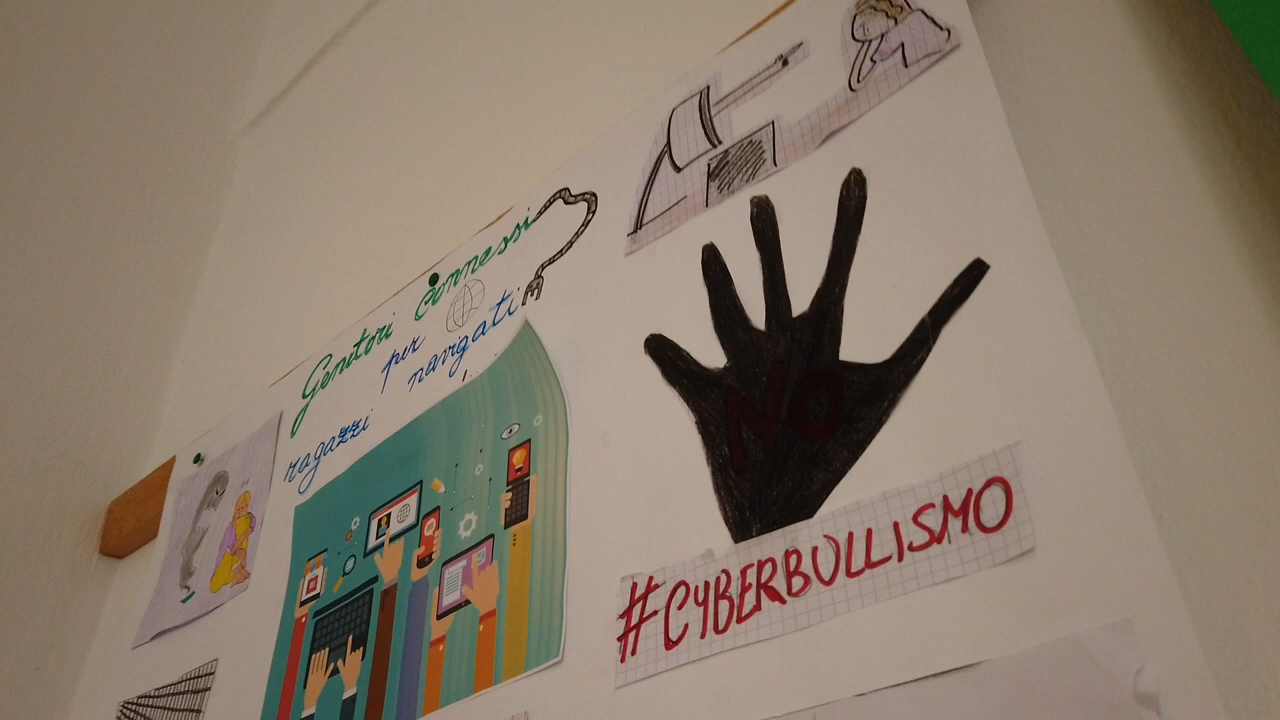 Genitori Connessi
per
ragazzi navigati
NO
#CYBERBULLISMO